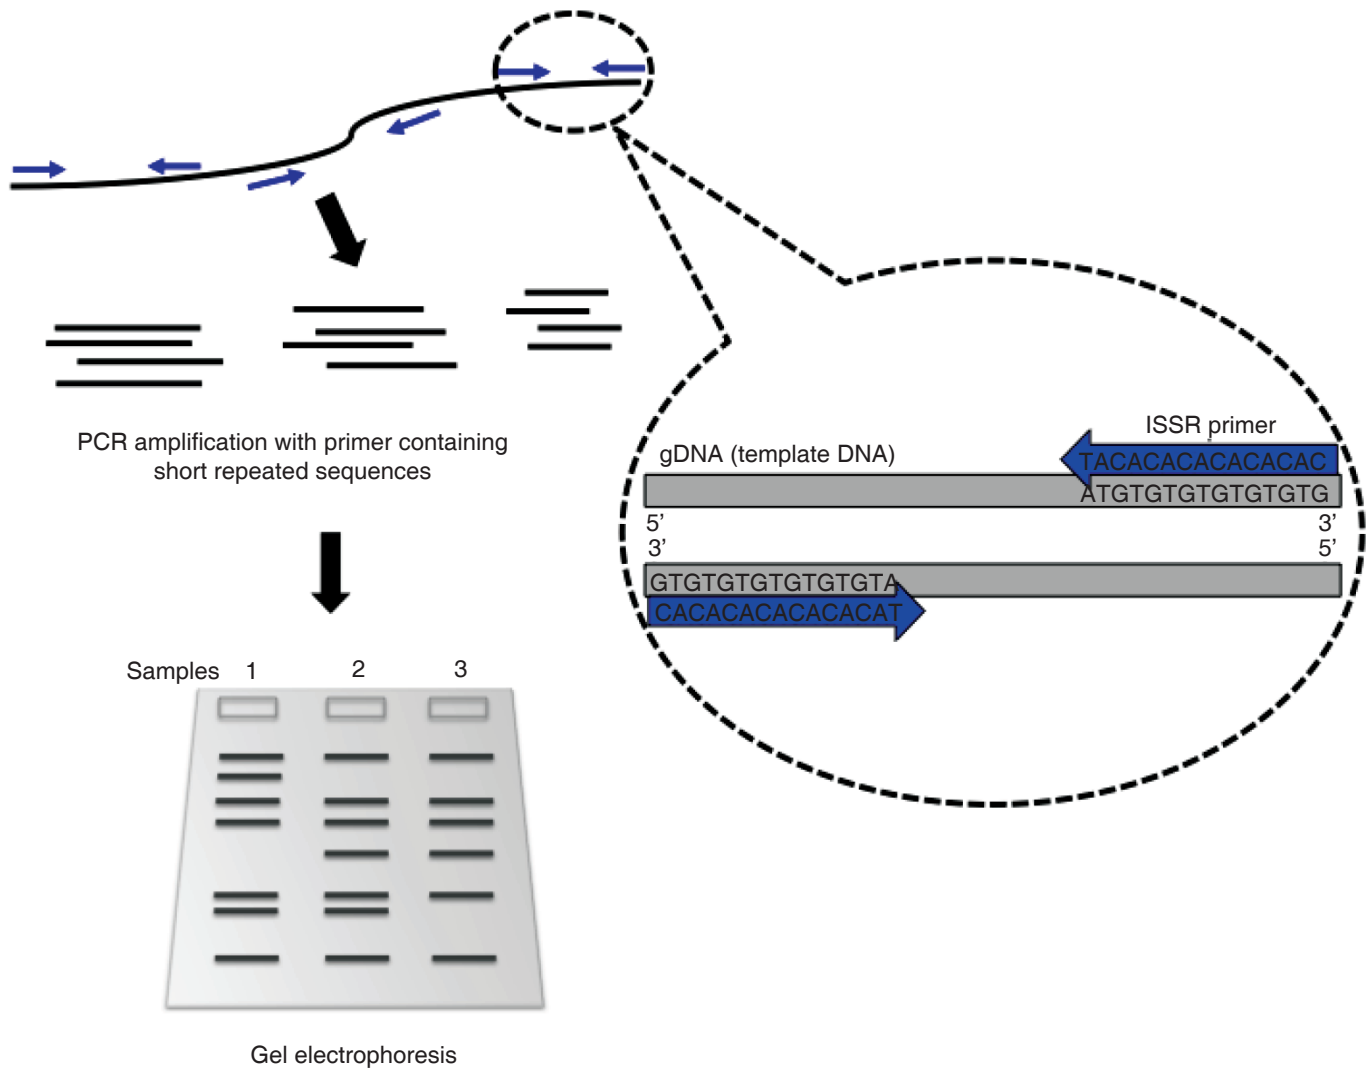 PCR amplification with primer containing
short repeated sequences
ISSR primer
gDNA (template DNA)
TACACACACACACAC
ATGTGTGTGTGTGTG
5’ 3’
3’ 5’
GTGTGTGTGTGTGTA
CACACACACACACAT
Samples 1 2 3
Gel electrophoresis